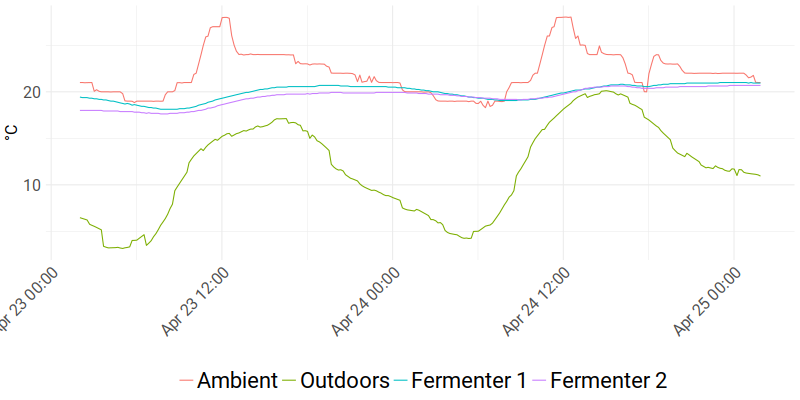 °C
20
10
Apr 23 12:00
Apr 24 00:00
Apr 24 12:00
Apr 25 00:00
pr 23 00:00
Ambient Outdoors Fermenter 1 Fermenter 2